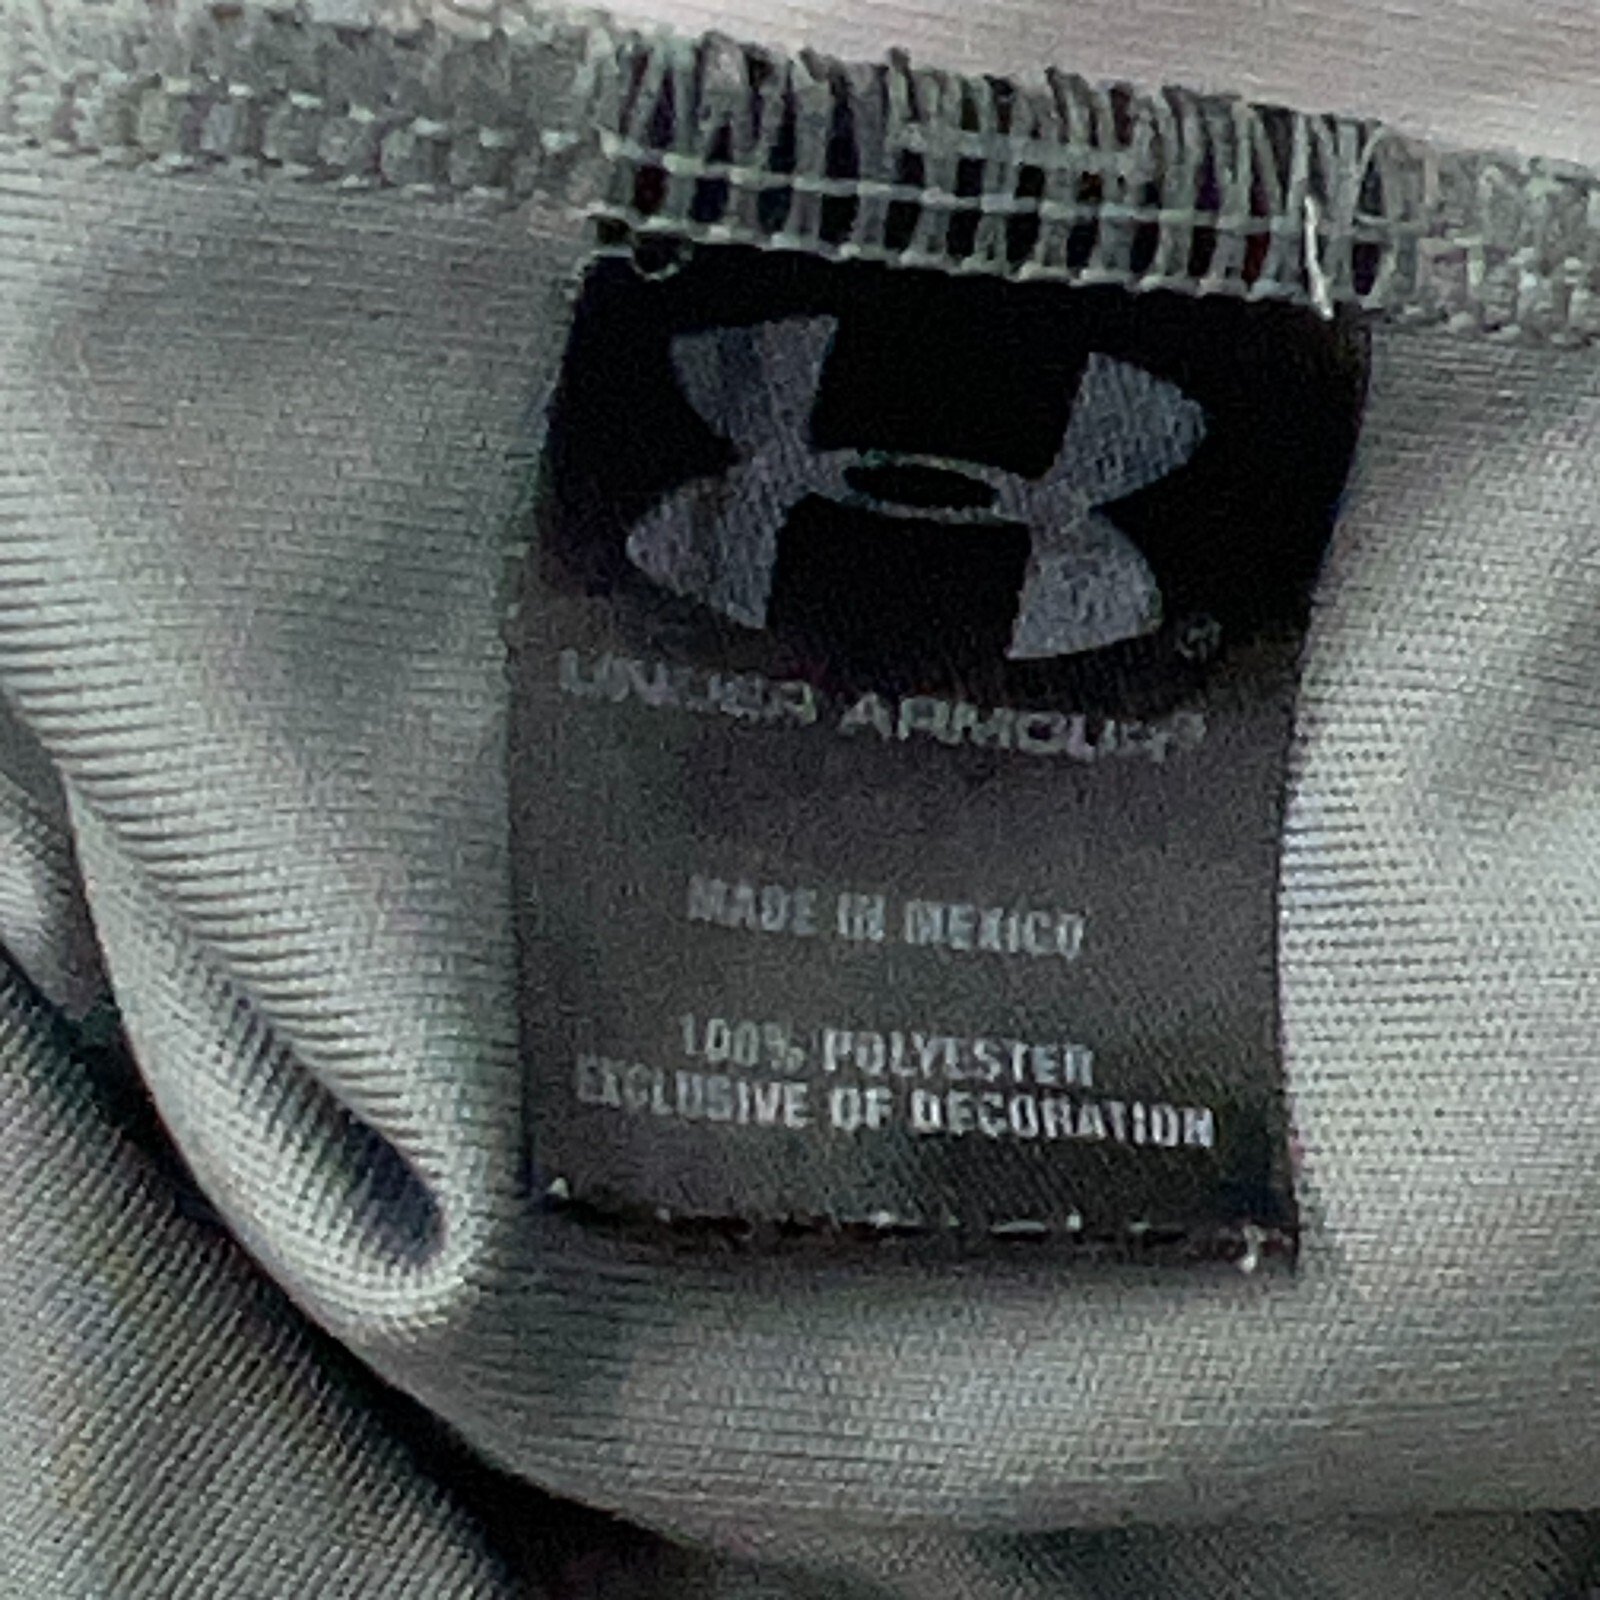 UNDER ARMOUR
MADE IN MEXICO
100% POLYESTER
EXCLUSIVE OF DECORATION